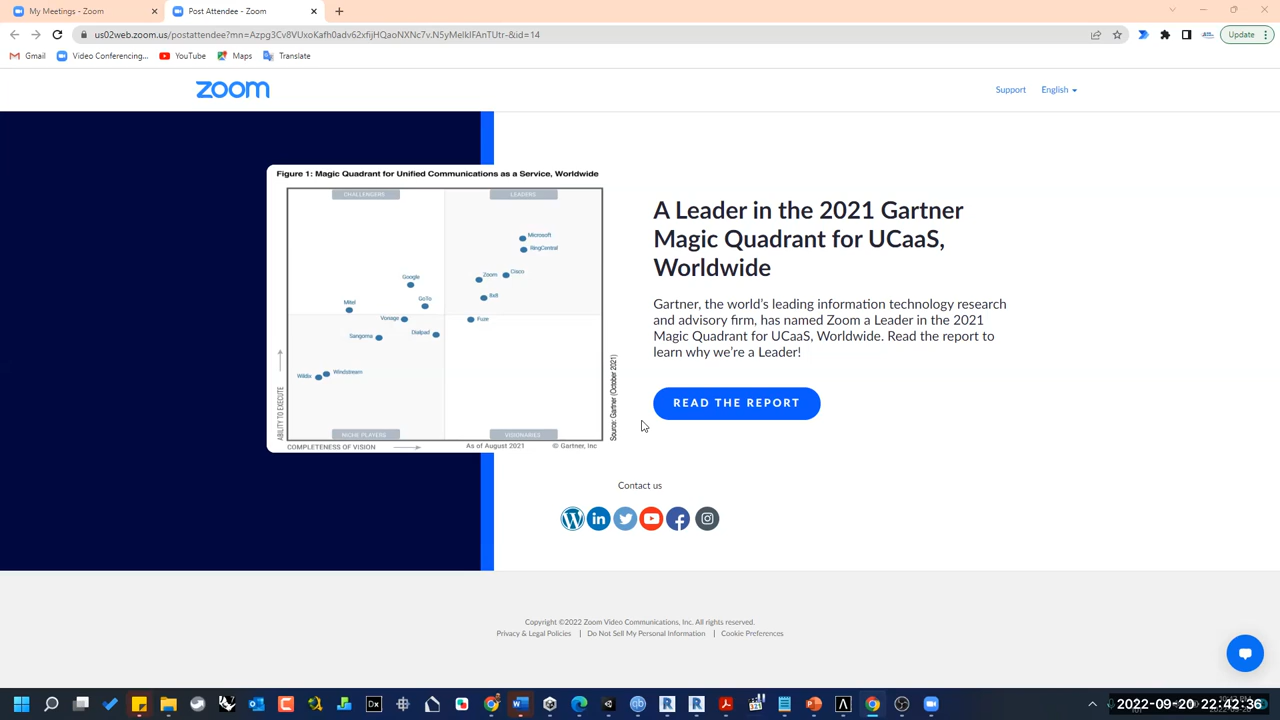 My Meetings - Zoom
Post Attendee - Zoom
us02web.zoom.us/postattendee?mn=Azpg3Cv8VUxoKafh0adv62xfijHQaoNXNc7v.N5yMelkIFAnTUtr-&id=14
Update
Gmail
Video Conferencing...
YouTube
Maps
Translate
zoom
Support
English
Figure 1: Magic Quadrant for Unified Communications as a Service, Worldwide
CHALLENGERS
LEADERS
Microsoft
RingCentral
Zoom
Cisco
Google
8x8
GoTo
Mitel
Vonage
Fuze
Sangoma
Dialpad
Wildix
Windstream
ABILITY TO EXECUTE
NICHE PLAYERS
VISIONARIES
COMPLETENESS OF VISION
As of August 2021
© Gartner, Inc
Source: Gartner (October 2021)
A Leader in the 2021 Gartner
Magic Quadrant for UCaaS,
Worldwide
Gartner, the world's leading information technology research
and advisory firm, has named Zoom a Leader in the 2021
Magic Quadrant for UCaaS, Worldwide. Read the report to
learn why we're a Leader!
READ THE REPORT
Contact us
Copyright ©2022 Zoom Video Communications, Inc. All rights reserved.
Privacy & Legal Policies | Do Not Sell My Personal Information | Cookie Preferences
2022-09-20 22:42:36